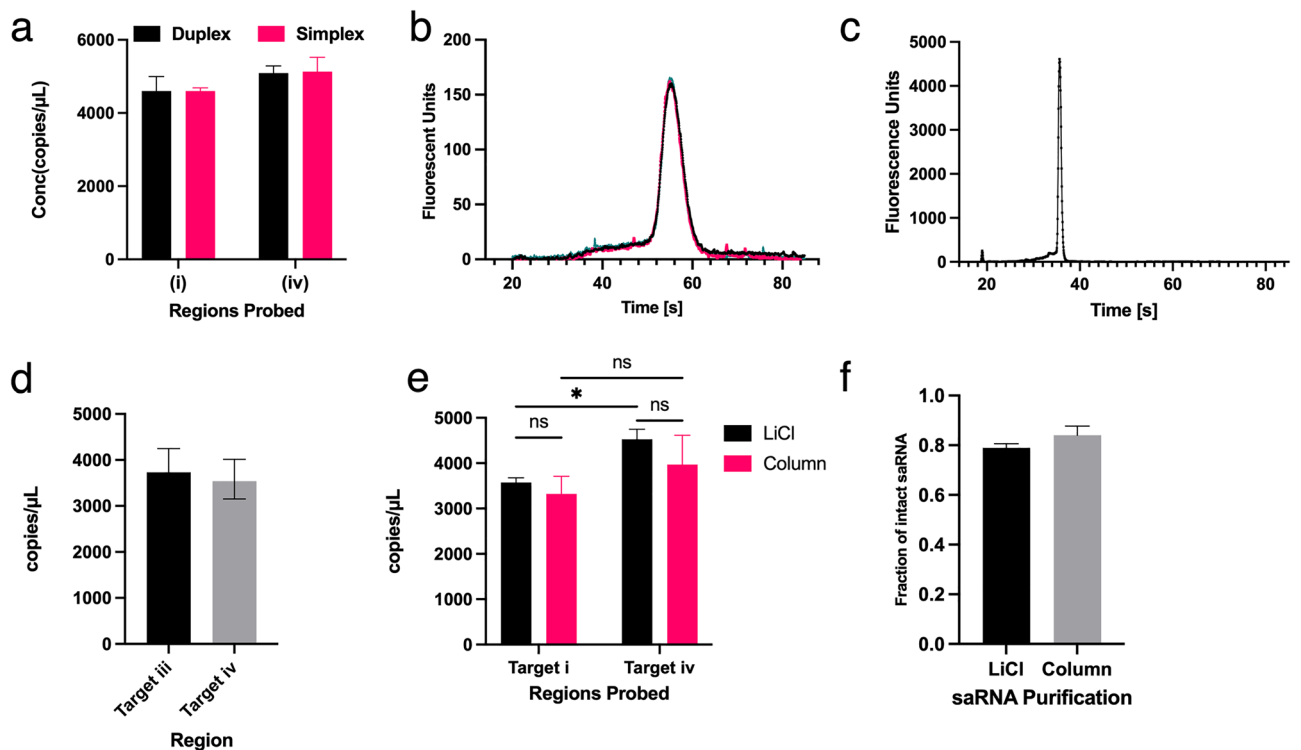 a
Duplex
Simplex
6000
4000
2000
0
Conc(copies/µL)
(i)
(iv)
Regions Probed
b
200
150
100
50
0
Fluorescent Units
20
40
60
80
Time [s]
c
5000
4000
3000
2000
1000
0
Fluorescence Units
20
40
60
80
Time [s]
d
5000
4000
3000
2000
1000
0
copies/µL
Target iii
Target iv
Region
e
ns
*
ns
ns
5000
4000
3000
2000
1000
0
copies/µL
LiCl
Column
Target i
Target iv
Regions Probed
f
1.0
0.8
0.6
0.4
0.2
0.0
Fraction of intact saRNA
LiCl
Column
saRNA Purification